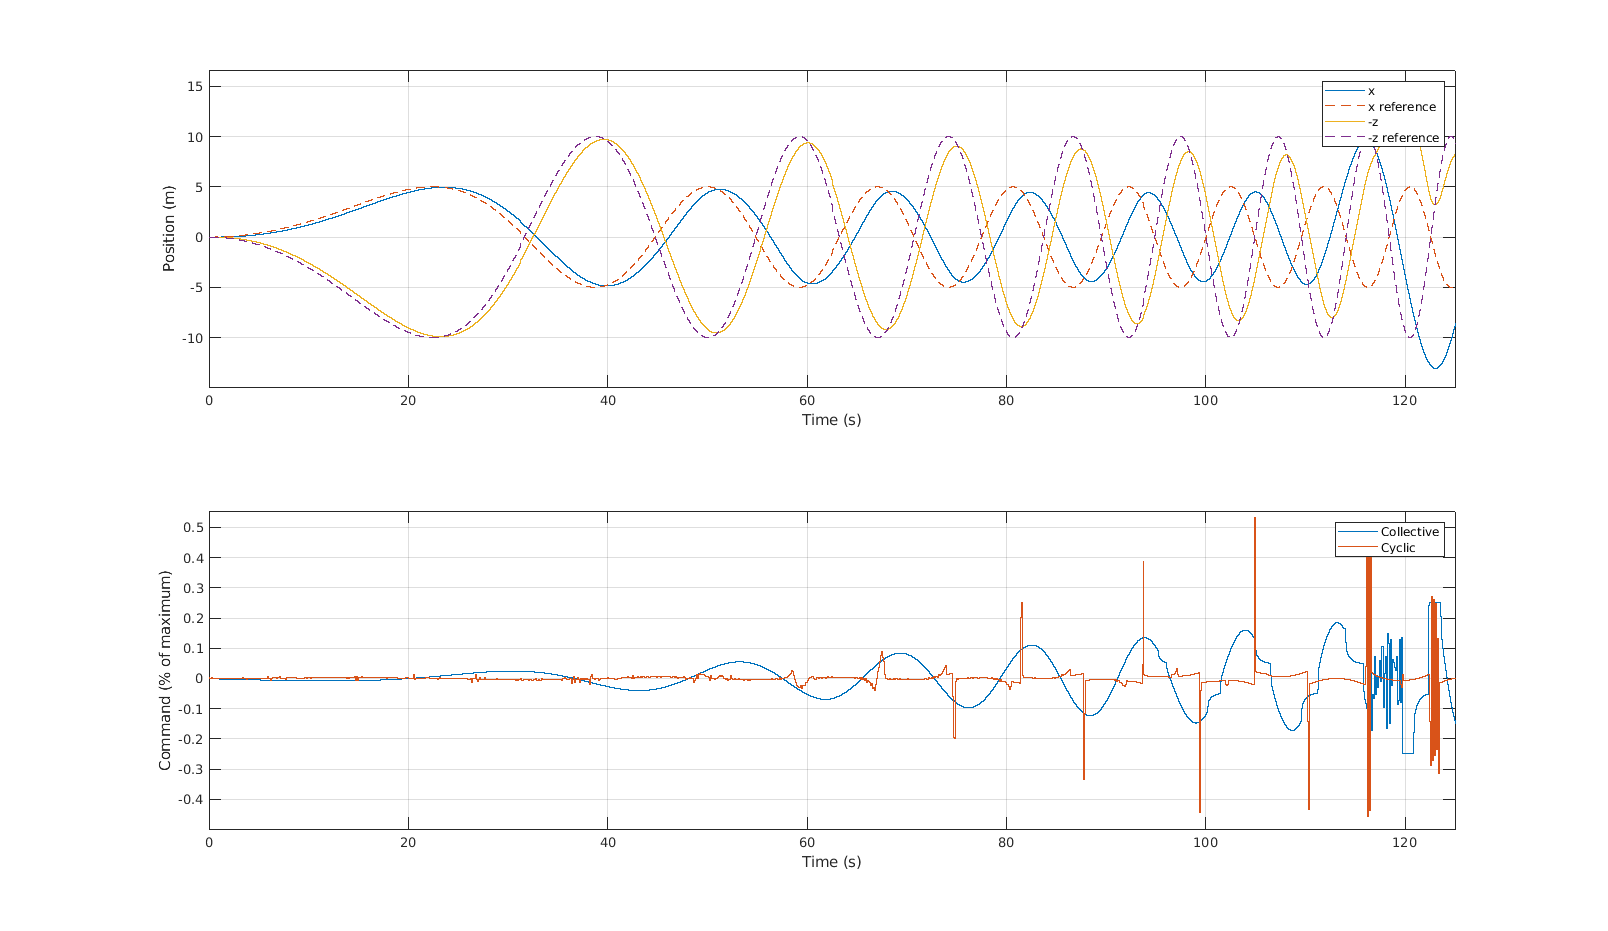 15
10
5
0
-5
-10
Position (m)
0 20 40 60 80 100 120
Time (s)
x
x reference
-z
-z reference
0.5
0.4
0.3
0.2
0.1
0
-0.1
-0.2
-0.3
-0.4
Command (% of maximum)
0 20 40 60 80 100 120
Time (s)
Collective
Cyclic